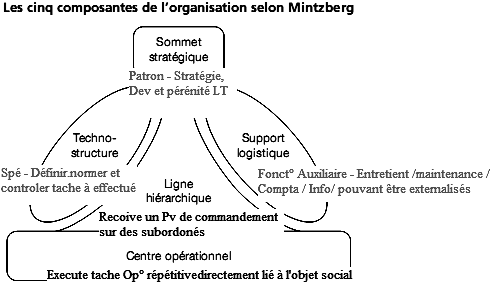 Les cinq composantes de l'organisation selon Mintzberg
Sommet
stratégique
Patron - Stratégie,
Dev et pérénité LT
Techno-
structure
Spé - Définir.normer et
controler tache à effectué
Support
logistique
Fonct° Auxiliaire - Entretient /maintenance /
Compta / Info/ pouvant être externalisés
Ligne
hiérarchique
Recoive un Pv de commandement
sur des subordonés
Centre opérationnel
Execute tache Op° répétitivedirectement lié à l'objet social